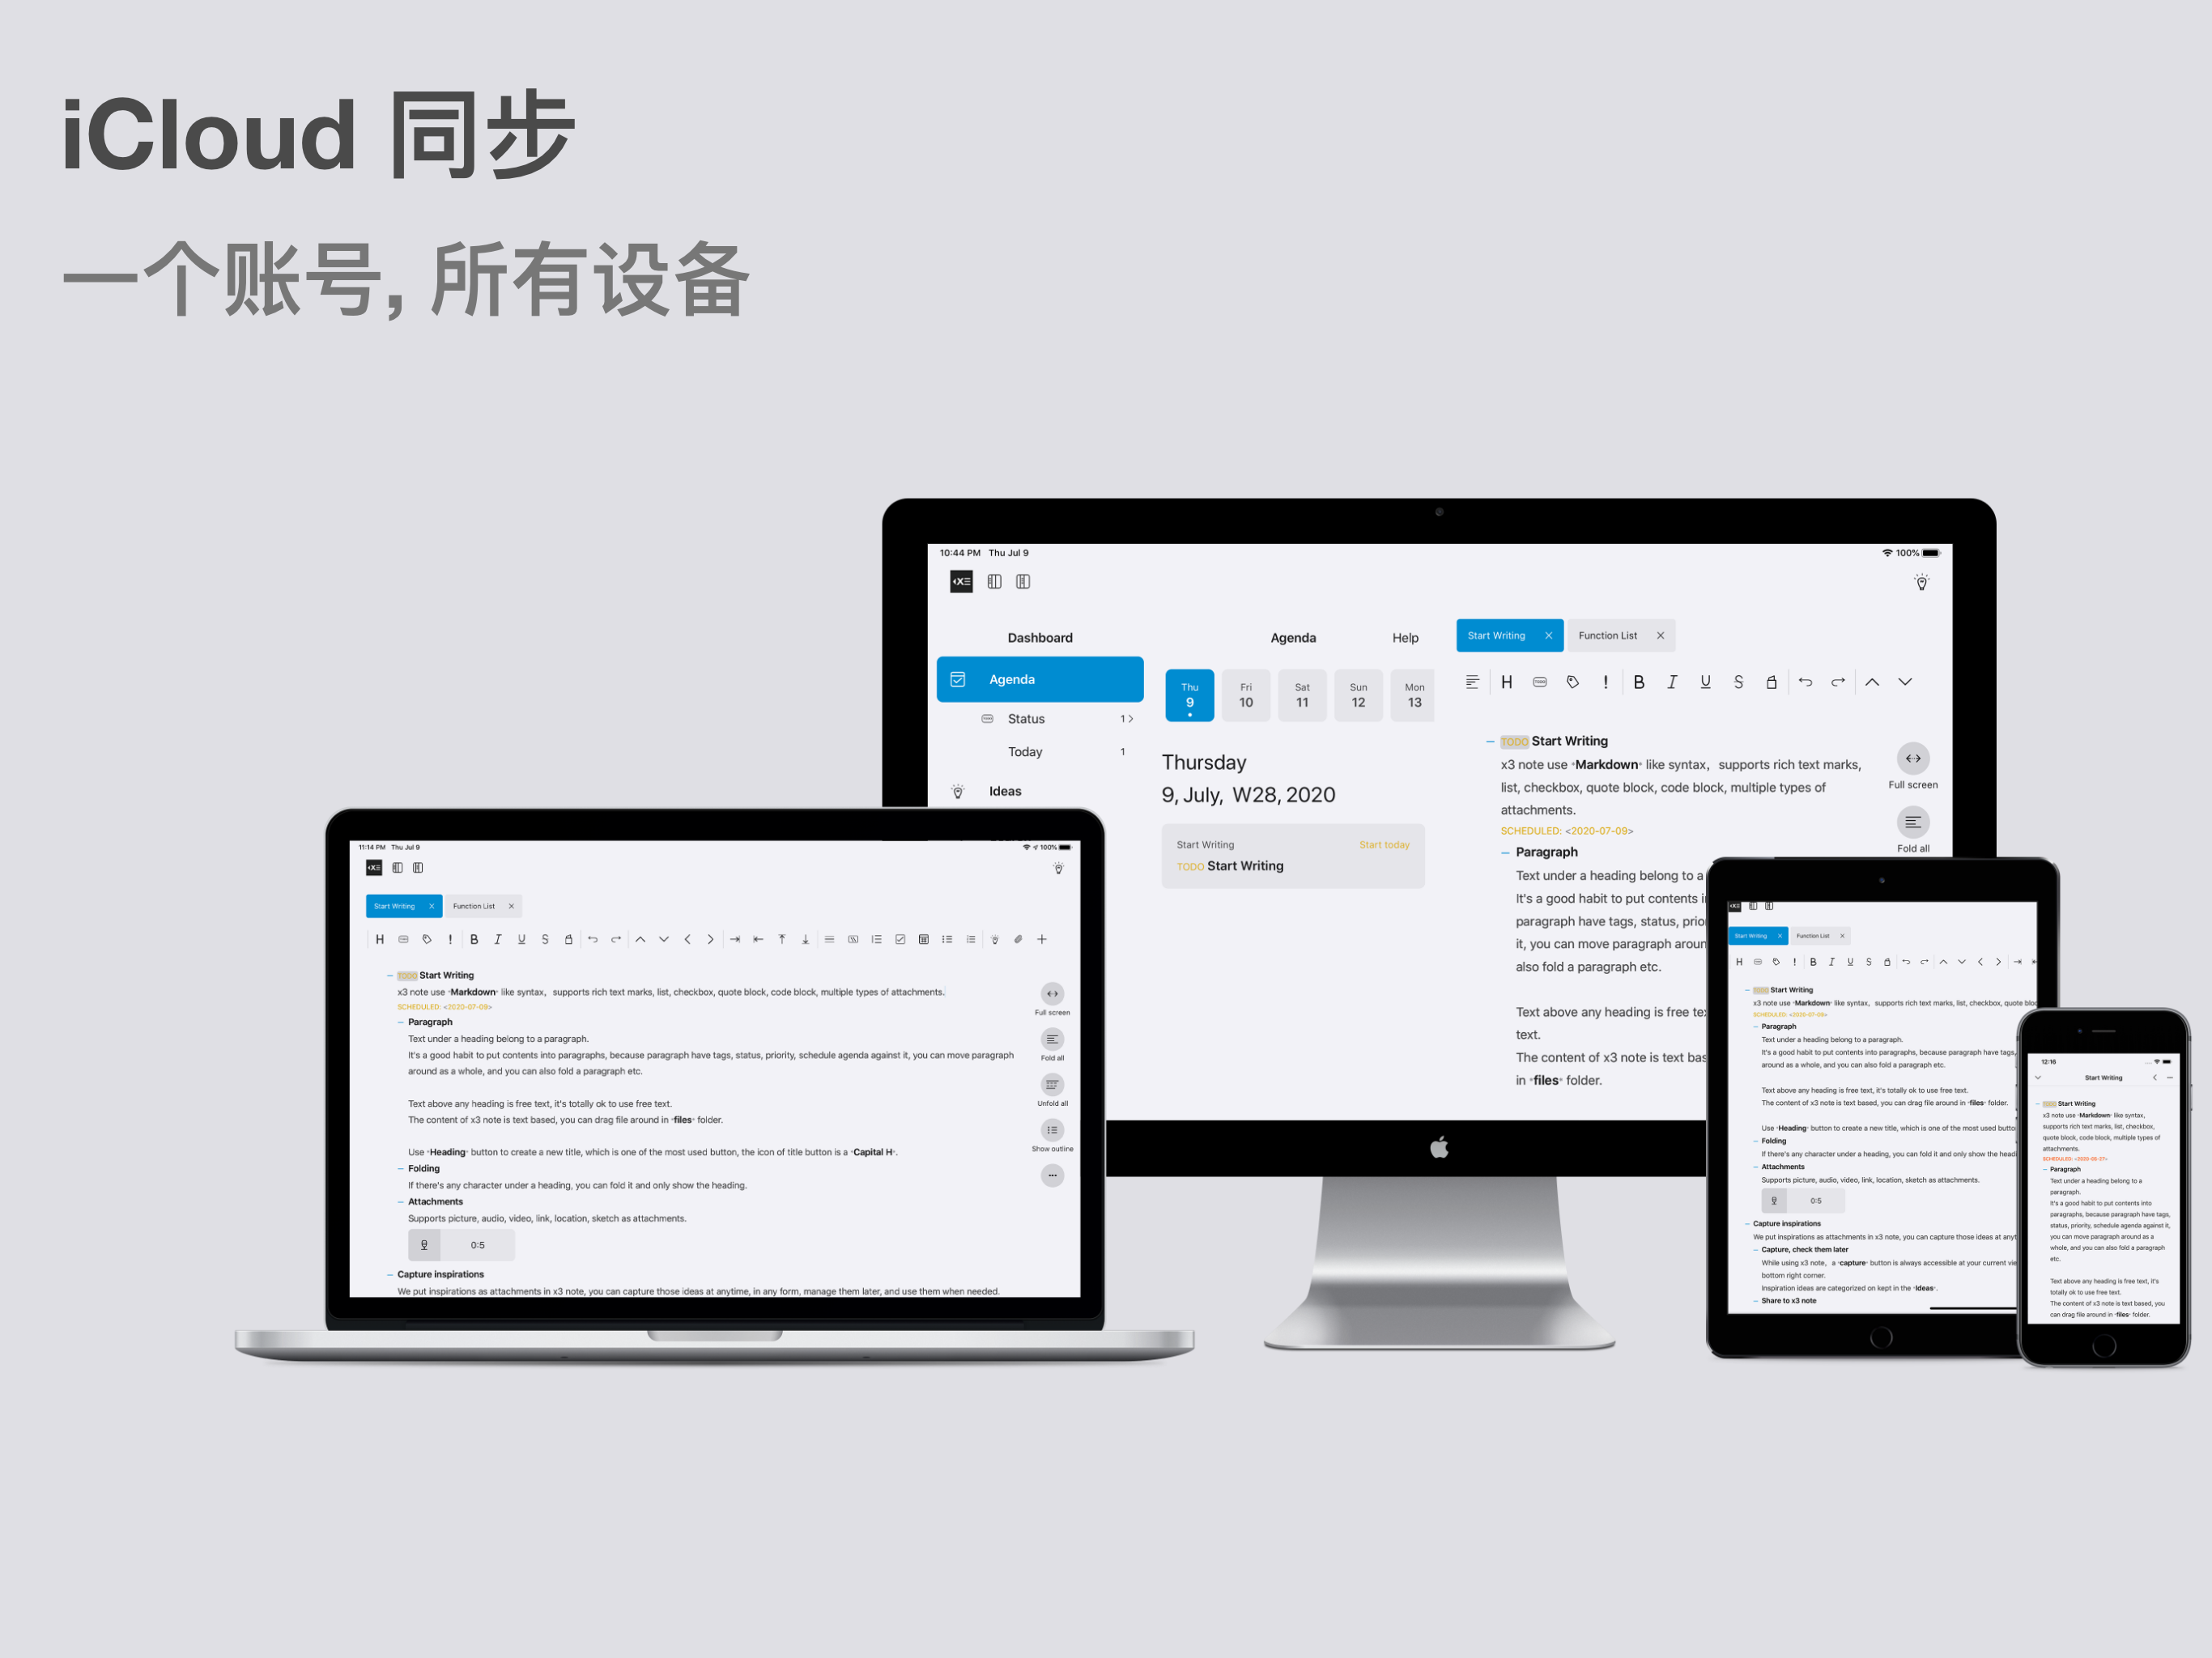 iCloud 同步
一个账号, 所有设备
10:44 PM Thu Jul 9
100%
Dashboard
Agenda
Status 1
Today 1
Ideas
Agenda Help
Thu 9
Fri 10
Sat 11
Sun 12
Mon 13
Thursday
9, July, W28, 2020
Start Writing Start today
TODO Start Writing
Start Writing Function List
H ! B I U S
TODO Start Writing
x3 note use *Markdown* like syntax， supports rich text marks,
list, checkbox, quote block, code block, multiple types of
attachments.
SCHEDULED: <2020-07-09>
Paragraph
Text under a heading belong to a
It's a good habit to put contents i
paragraph have tags, status, prior
it, you can move paragraph aroun
also fold a paragraph etc.
Text above any heading is free te
text.
The content of x3 note is text bas
in *files* folder.
Full screen
Fold all
11:14 PM Thu Jul 9
100%
Start Writing Function List
H ! B I U S
TODO Start Writing
x3 note use *Markdown* like syntax， supports rich text marks, list, checkbox, quote block, code block, multiple types of attachments.
SCHEDULED: <2020-07-09>
Paragraph
Text under a heading belong to a paragraph.
It's a good habit to put contents into paragraphs, because paragraph have tags, status, priority, schedule agenda against it, you can move paragraph
around as a whole, and you can also fold a paragraph etc.
Text above any heading is free text, it's totally ok to use free text.
The content of x3 note is text based, you can drag file around in *files* folder.
Use *Heading* button to create a new title, which is one of the most used button, the icon of title button is a *Capital H*.
Folding
If there's any character under a heading, you can fold it and only show the heading.
Attachments
Supports picture, audio, video, link, location, sketch as attachments.
0:5
Capture inspirations
We put inspirations as attachments in x3 note, you can capture those ideas at anytime, in any form, manage them later, and use them when needed.
Full screen
Fold all
Unfold all
Show outline
Start Writing Function List
H ! B I U S
Start Writing
x3 note use *Markdown* like syntax， supports rich text marks, list, checkbox, quote bloc
SCHEDULED: <2020-07-09>
Paragraph
Text under a heading belong to a paragraph.
It's a good habit to put contents into paragraphs, because paragraph have tags,
around as a whole, and you can also fold a paragraph etc.
Text above any heading is free text, it's totally ok to use free text.
The content of x3 note is text based, you can drag file around in *files* folder.
Use *Heading* button to create a new title, which is one of the most used butto
Folding
If there's any character under a heading, you can fold it and only show the headi
Attachments
Supports picture, audio, video, link, location, sketch as attachments.
0:5
Capture inspirations
We put inspirations as attachments in x3 note, you can capture those ideas at anyt
Capture, check them later
While using x3 note， a *capture* button is always accessible at your current vie
bottom right corner.
Inspiration ideas are categorized on kept in the *Ideas*.
Share to x3 note
12:16
Start Writing
Start Writing
x3 note use *Markdown* like syntax,
supports rich text marks, list, checkbox,
quote block, code block, multiple types of
attachments.
SCHEDULED: <2020-06-27>
Paragraph
Text under a heading belong to a
paragraph.
It's a good habit to put contents into
paragraphs, because paragraph have tags,
status, priority, schedule agenda against it,
you can move paragraph around as a
whole, and you can also fold a paragraph
etc.
Text above any heading is free text, it's
totally ok to use free text.
The content of x3 note is text based, you
can drag file around in *files* folder.